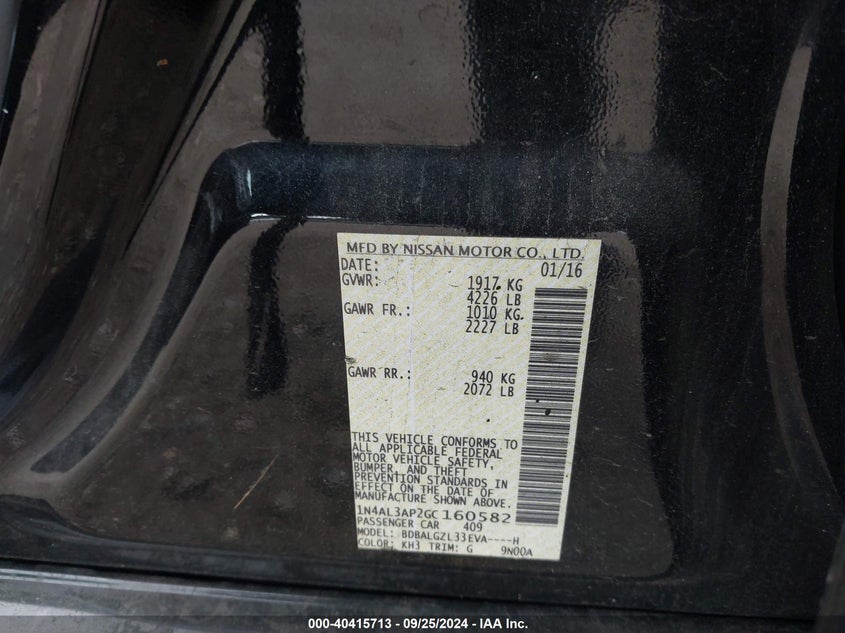 MFD BY NISSAN MOTOR CO., LTD.
DATE: 01/16
GVWR: 1917 KG
4226 LB
GAWR FR.: 1010 KG
2227 LB
GAWR RR.: 940 KG
2072 LB
THIS VEHICLE CONFORMS TO
ALL APPLICABLE FEDERAL
MOTOR VEHICLE SAFETY,
BUMPER, AND THEFT
PREVENTION STANDARDS IN
EFFECT ON THE DATE OF
MANUFACTURE SHOWN ABOVE.
1N4AL3AP2GC160582
PASSENGER CAR 409
MODEL: BDBALGZL33EVA----H
COLOR: KH3 TRIM: G 9N00A
000-40415713 - 09/25/2024 - IAA Inc.